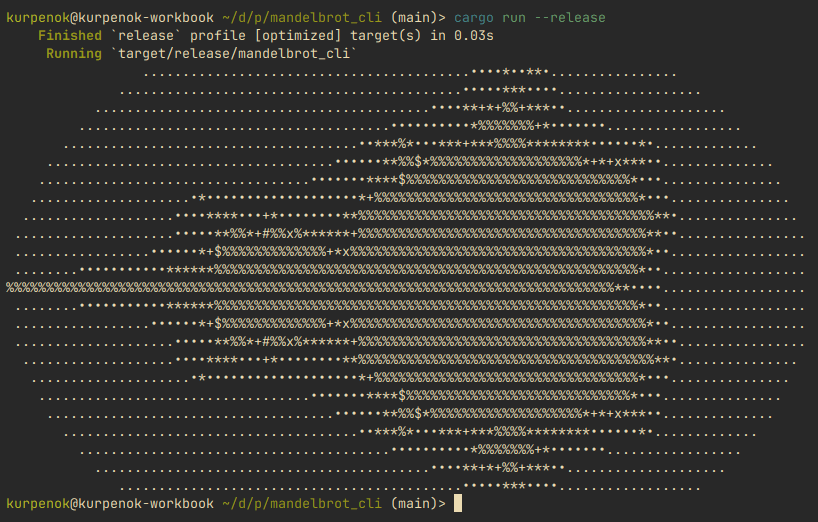 kurpenok@kurpenok-workbook ~/d/p/mandelbrot_cli (main)> cargo run --release
Finished `release` profile [optimized] target(s) in 0.03s
Running `target/release/mandelbrot_cli`
kurpenok@kurpenok-workbook ~/d/p/mandelbrot_cli (main)>